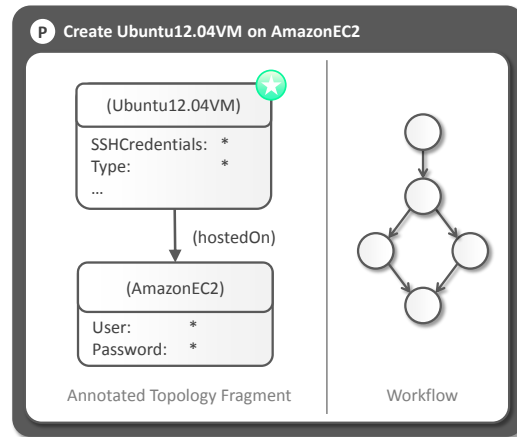 P Create Ubuntu12.04VM on AmazonEC2
(Ubuntu12.04VM)
SSHCredentials: *
Type: *
...
(hostedOn)
(AmazonEC2)
User: *
Password: *
Annotated Topology Fragment
Workflow